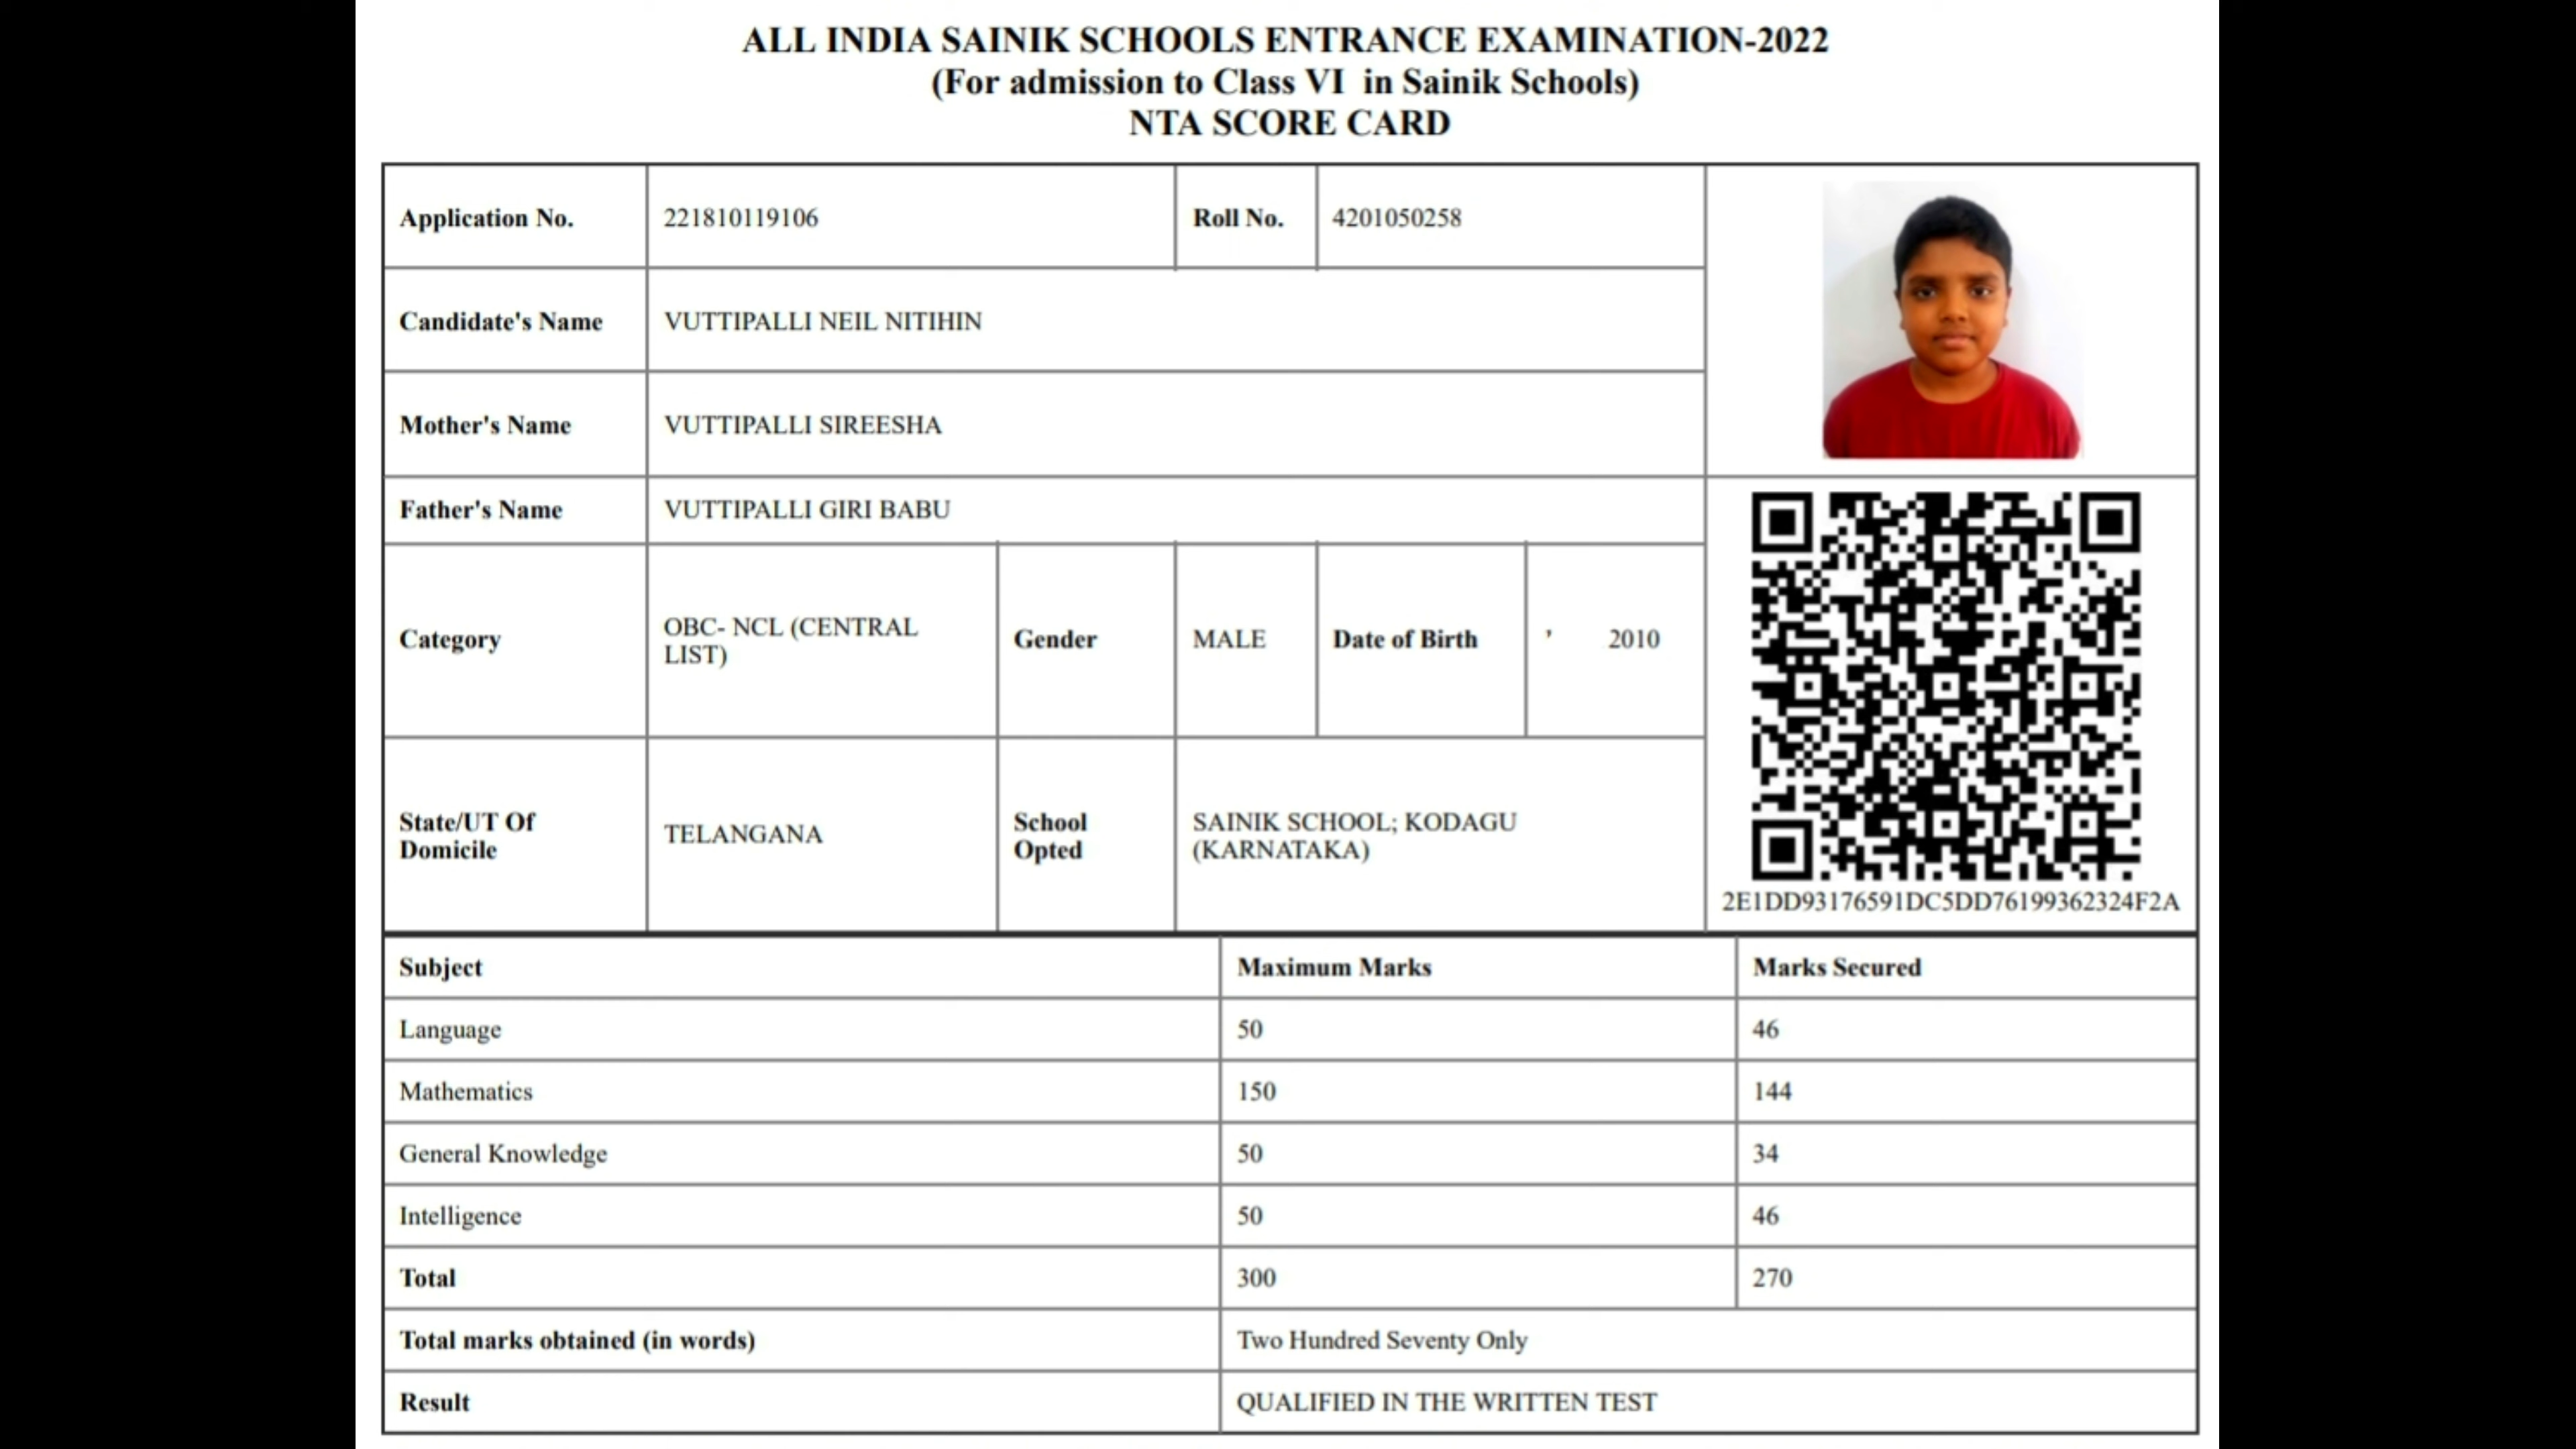 ALL INDIA SAINIK SCHOOLS ENTRANCE EXAMINATION-2022
(For admission to Class VI in Sainik Schools)
NTA SCORE CARD
Application No. 221810119106 Roll No. 4201050258
Candidate's Name VUTTIPALLI NEIL NITIHIN
Mother's Name VUTTIPALLI SIREESHA
Father's Name VUTTIPALLI GIRI BABU
Category OBC- NCL (CENTRAL
LIST) Gender MALE Date of Birth 2010
State/UT Of
Domicile TELANGANA School
Opted SAINIK SCHOOL; KODAGU
(KARNATAKA)
2E1DD93176591DC5DD76199362324F2A
Subject Maximum Marks Marks Secured
Language 50 46
Mathematics 150 144
General Knowledge 50 34
Intelligence 50 46
Total 300 270
Total marks obtained (in words) Two Hundred Seventy Only
Result QUALIFIED IN THE WRITTEN TEST